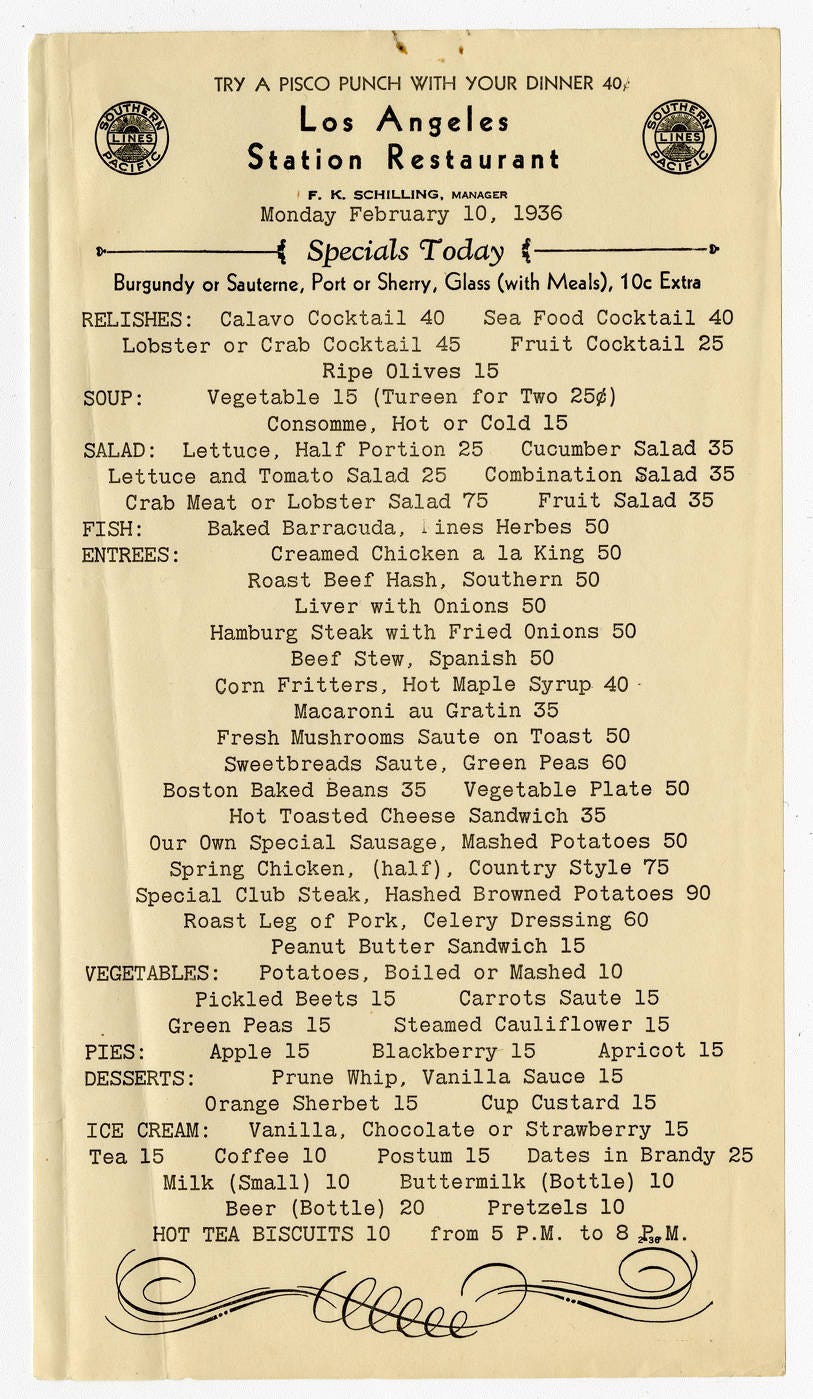 TRY A PISCO PUNCH WITH YOUR DINNER 40¢
SOUTHERN PACIFIC LINES
Los Angeles
SOUTHERN PACIFIC LINES
Station Restaurant
F. K. SCHILLING, MANAGER
Monday February 10, 1936
Specials Today
Burgundy or Sauterne, Port or Sherry, Glass (with Meals), 10c Extra
RELISHES: Calavo Cocktail 40 Sea Food Cocktail 40
Lobster or Crab Cocktail 45 Fruit Cocktail 25
Ripe Olives 15
SOUP: Vegetable 15 (Tureen for Two 25¢)
Consomme, Hot or Cold 15
SALAD: Lettuce, Half Portion 25 Cucumber Salad 35
Lettuce and Tomato Salad 25 Combination Salad 35
Crab Meat or Lobster Salad 75 Fruit Salad 35
FISH: Baked Barracuda, ines Herbes 50
ENTREES: Creamed Chicken a la King 50
Roast Beef Hash, Southern 50
Liver with Onions 50
Hamburg Steak with Fried Onions 50
Beef Stew, Spanish 50
Corn Fritters, Hot Maple Syrup 40
Macaroni au Gratin 35
Fresh Mushrooms Saute on Toast 50
Sweetbreads Saute, Green Peas 60
Boston Baked Beans 35 Vegetable Plate 50
Hot Toasted Cheese Sandwich 35
Our Own Special Sausage, Mashed Potatoes 50
Spring Chicken, (half), Country Style 75
Special Club Steak, Hashed Browned Potatoes 90
Roast Leg of Pork, Celery Dressing 60
Peanut Butter Sandwich 15
VEGETABLES: Potatoes, Boiled or Mashed 10
Pickled Beets 15 Carrots Saute 15
Green Peas 15 Steamed Cauliflower 15
PIES: Apple 15 Blackberry 15 Apricot 15
DESSERTS: Prune Whip, Vanilla Sauce 15
Orange Sherbet 15 Cup Custard 15
ICE CREAM: Vanilla, Chocolate or Strawberry 15
Tea 15 Coffee 10 Postum 15 Dates in Brandy 25
Milk (Small) 10 Buttermilk (Bottle) 10
Beer (Bottle) 20 Pretzels 10
HOT TEA BISCUITS 10 from 5 P.M. to 8 P.M.